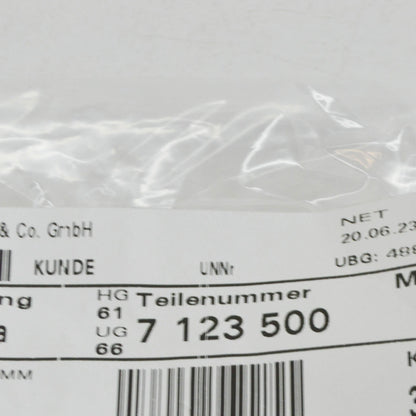 & Co. GmbH
NET
20.06.23
KUNDE UNNr UBG: 48
ng HG Teilenummer M
a 61 7 123 500
UG
66
MM K